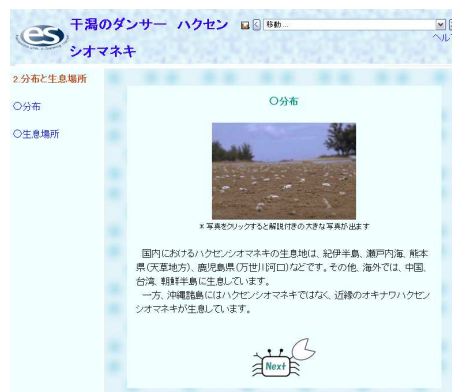 es
干潟のダンサー ハクセン
シオマネキ
移動...
ヘル
2.分布と生息場所
○分布
○生息場所
○分布
*写真をクリックすると解説付きの大きな写真が出ます
国内におけるハクセンシオマネキの生息地は、紀伊半島、瀬戸内海、熊本
県(天草地方)、鹿児島県(万世川河口)などです。その他、海外では、中国、
台湾、朝鮮半島に生息しています。
一方、沖縄諸島にはハクセンシオマネキではなく、近縁のオキナワハクセン
シオマネキが生息しています。
Next